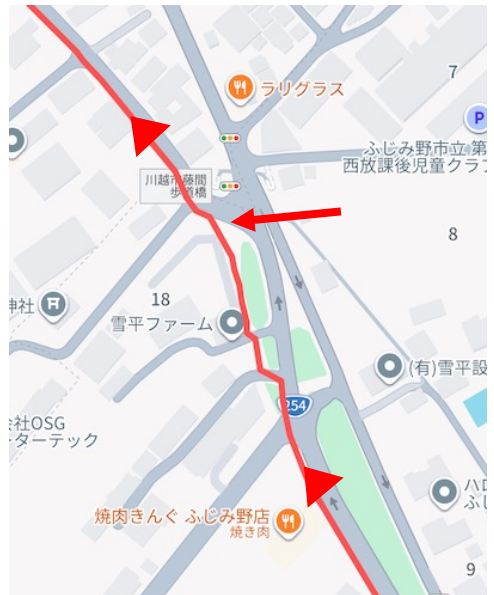 7
ラリグラス
P
ふじみ野市立 第
西放課後児童クラブ
川越市藤間
歩道橋
8
神社
18
雪平ファーム
(有)雪平設
254
会社OSG
ーターテック
ハロ
ふじ
焼肉きんぐ ふじみ野店
焼き肉
9